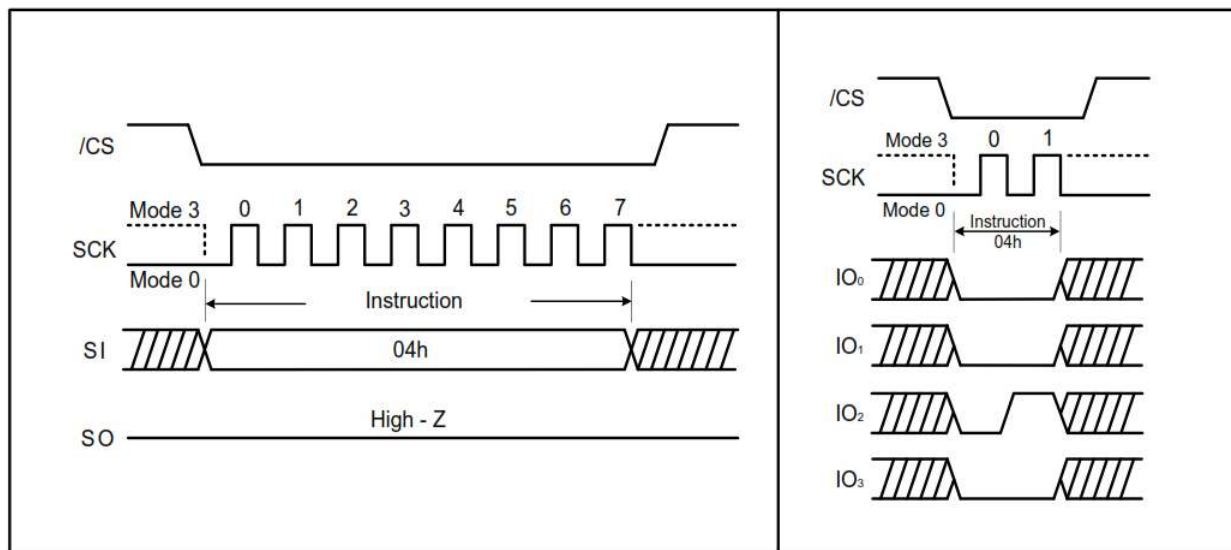 /CS
Mode 3
0 1 2 3 4 5 6 7
SCK
Mode 0
Instruction
SI
04h
High - Z
SO
/CS
Mode 3
0 1
SCK
Mode 0
Instruction
04h
IO₀
IO₁
IO₂
IO₃